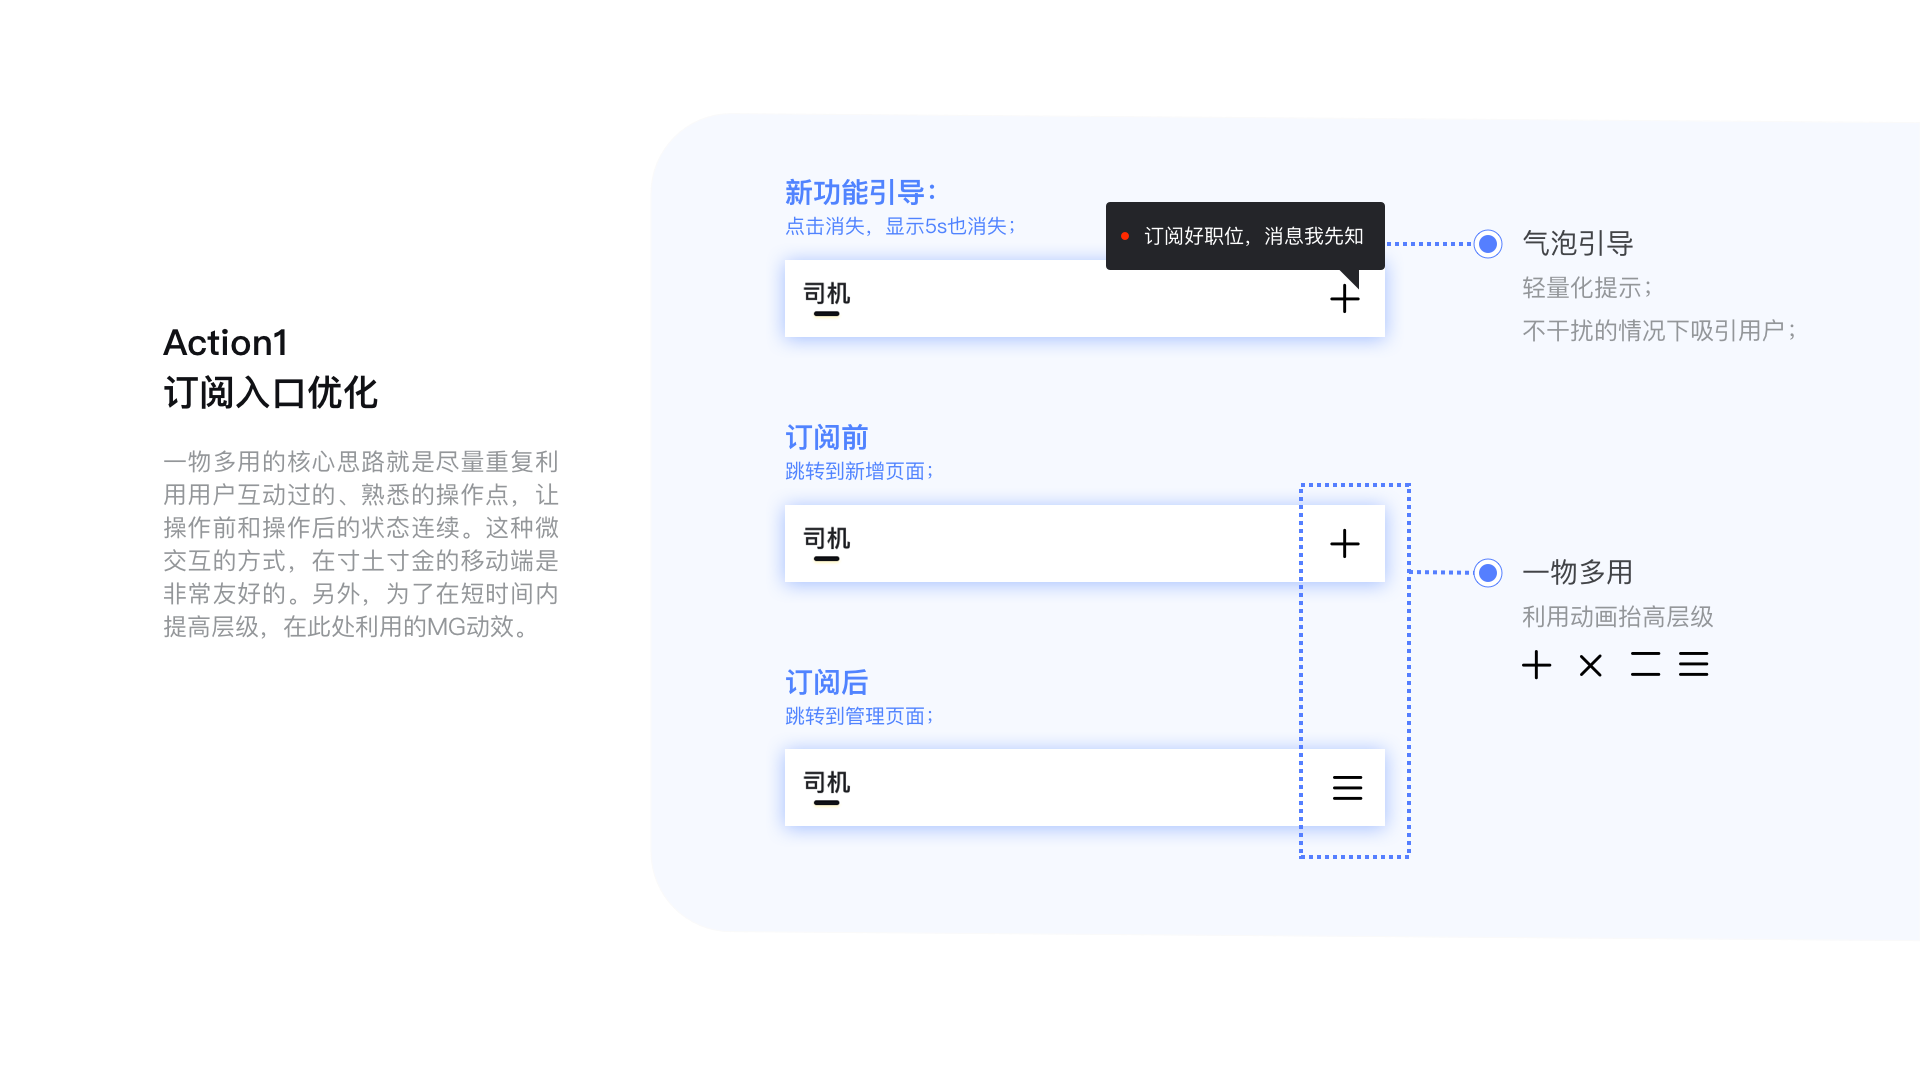 Action1
订阅入口优化
一物多用的核心思路就是尽量重复利
用用户互动过的、熟悉的操作点，让
操作前和操作后的状态连续。这种微
交互的方式，在寸土寸金的移动端是
非常友好的。另外，为了在短时间内
提高层级，在此处利用的MG动效。
新功能引导：
点击消失，显示5s也消失；
订阅好职位，消息我先知
司机
订阅前
跳转到新增页面；
司机
订阅后
跳转到管理页面；
司机
气泡引导
轻量化提示；
不干扰的情况下吸引用户；
一物多用
利用动画抬高层级